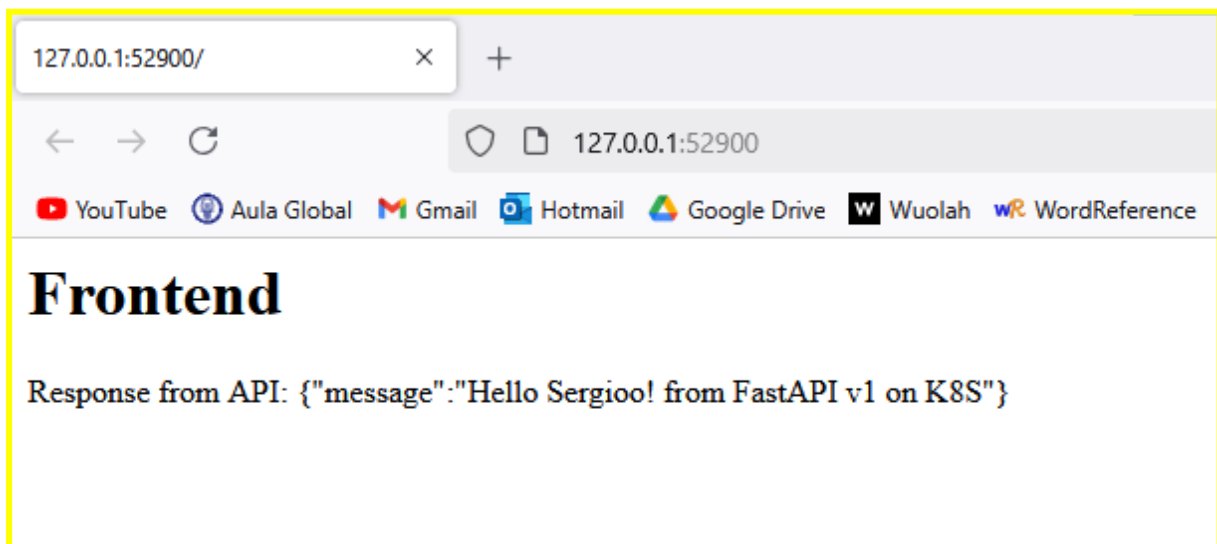 127.0.0.1:52900/
127.0.0.1:52900
YouTube Aula Global Gmail Hotmail Google Drive Wuolah WordReference
Frontend
Response from API: {"message":"Hello Sergioo! from FastAPI v1 on K8S"}